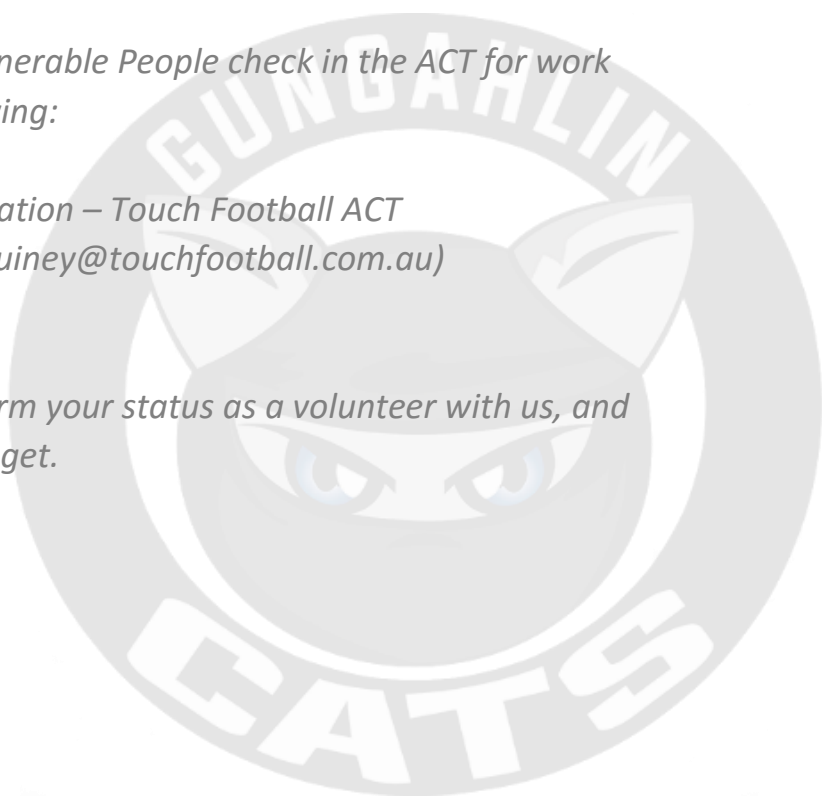 nerable People check in the ACT for work
ing:
ation – Touch Football ACT
uiney@touchfootball.com.au)
rm your status as a volunteer with us, and
get.
GUNGAHLIN
CATS